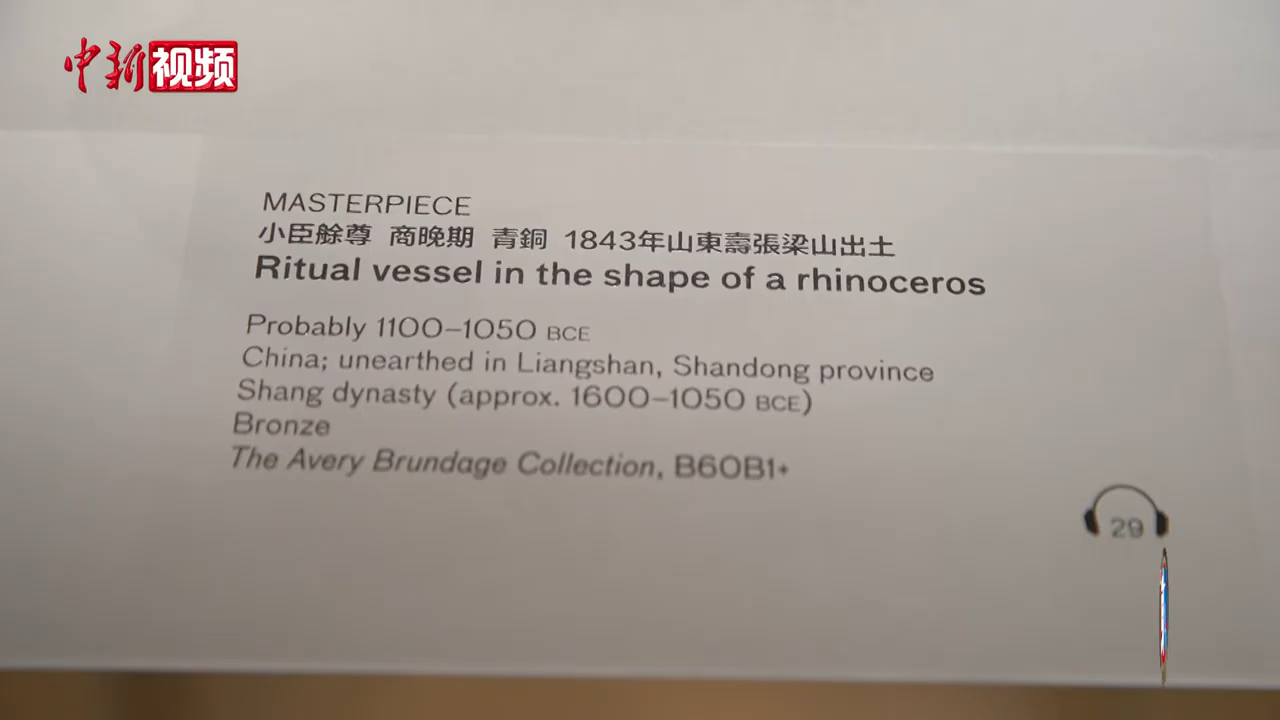 中新视频
MASTERPIECE
小臣艅尊 商晚期 青銅 1843年山東壽張梁山出土
Ritual vessel in the shape of a rhinoceros
Probably 1100–1050 BCE
China; unearthed in Liangshan, Shandong province
Shang dynasty (approx. 1600–1050 BCE)
Bronze
The Avery Brundage Collection, B60B1+
29